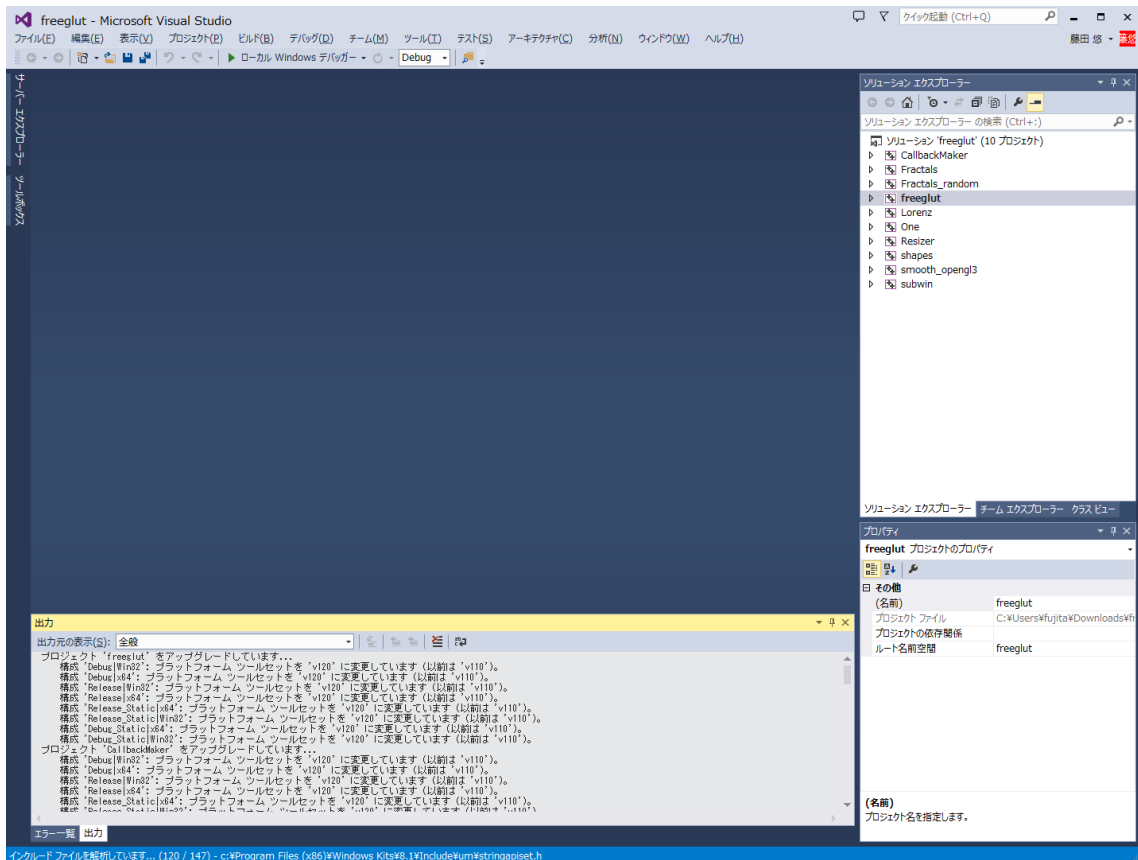 freeglut - Microsoft Visual Studio
クイック起動 (Ctrl+Q)
ファイル(F) 編集(E) 表示(V) プロジェクト(P) ビルド(B) デバッグ(D) チーム(M) ツール(T) テスト(S) アーキテクチャ(C) 分析(N) ウィンドウ(W) ヘルプ(H)
藤田 悠
ローカル Windows デバッガー Debug
サーバー エクスプローラー
ツールボックス
ソリューション エクスプローラー
ソリューション エクスプローラー の検索 (Ctrl+:)
ソリューション 'freeglut' (10 プロジェクト)
CallbackMaker
Fractals
Fractals_random
freeglut
Lorenz
One
Resizer
shapes
smooth_opengl3
subwin
ソリューション エクスプローラー チーム エクスプローラー クラス ビュー
プロパティ
freeglut プロジェクトのプロパティ
その他
(名前) freeglut
プロジェクト ファイル C:¥Users¥fujita¥Downloads¥fr
プロジェクトの依存関係
ルート名前空間 freeglut
(名前)
プロジェクト名を指定します。
出力
出力元の表示(S): 全般
プロジェクト 'freeglut' をアップグレードしています...
構成 'Debug|Win32': プラットフォーム ツールセットを 'v120' に変更しています (以前は 'v110')。
構成 'Debug|x64': プラットフォーム ツールセットを 'v120' に変更しています (以前は 'v110')。
構成 'Release|Win32': プラットフォーム ツールセットを 'v120' に変更しています (以前は 'v110')。
構成 'Release|x64': プラットフォーム ツールセットを 'v120' に変更しています (以前は 'v110')。
構成 'Release_Static|x64': プラットフォーム ツールセットを 'v120' に変更しています (以前は 'v110')。
構成 'Release_Static|Win32': プラットフォーム ツールセットを 'v120' に変更しています (以前は 'v110')。
構成 'Debug_Static|x64': プラットフォーム ツールセットを 'v120' に変更しています (以前は 'v110')。
構成 'Debug_Static|Win32': プラットフォーム ツールセットを 'v120' に変更しています (以前は 'v110')。
プロジェクト 'CallbackMaker' をアップグレードしています...
構成 'Debug|Win32': プラットフォーム ツールセットを 'v120' に変更しています (以前は 'v110')。
構成 'Debug|x64': プラットフォーム ツールセットを 'v120' に変更しています (以前は 'v110')。
構成 'Release|Win32': プラットフォーム ツールセットを 'v120' に変更しています (以前は 'v110')。
構成 'Release|x64': プラットフォーム ツールセットを 'v120' に変更しています (以前は 'v110')。
構成 'Release_Static|x64': プラットフォーム ツールセットを 'v120' に変更しています (以前は 'v110')。
構成 'Release_Static|Win32': プラットフォーム ツールセットを 'v120' に変更しています (以前は 'v110')
エラー一覧 出力
インクルード ファイルを解析しています... (120 / 147) - c:¥Program Files (x86)¥Windows Kits¥8.1¥Include¥um¥stringapiset.h